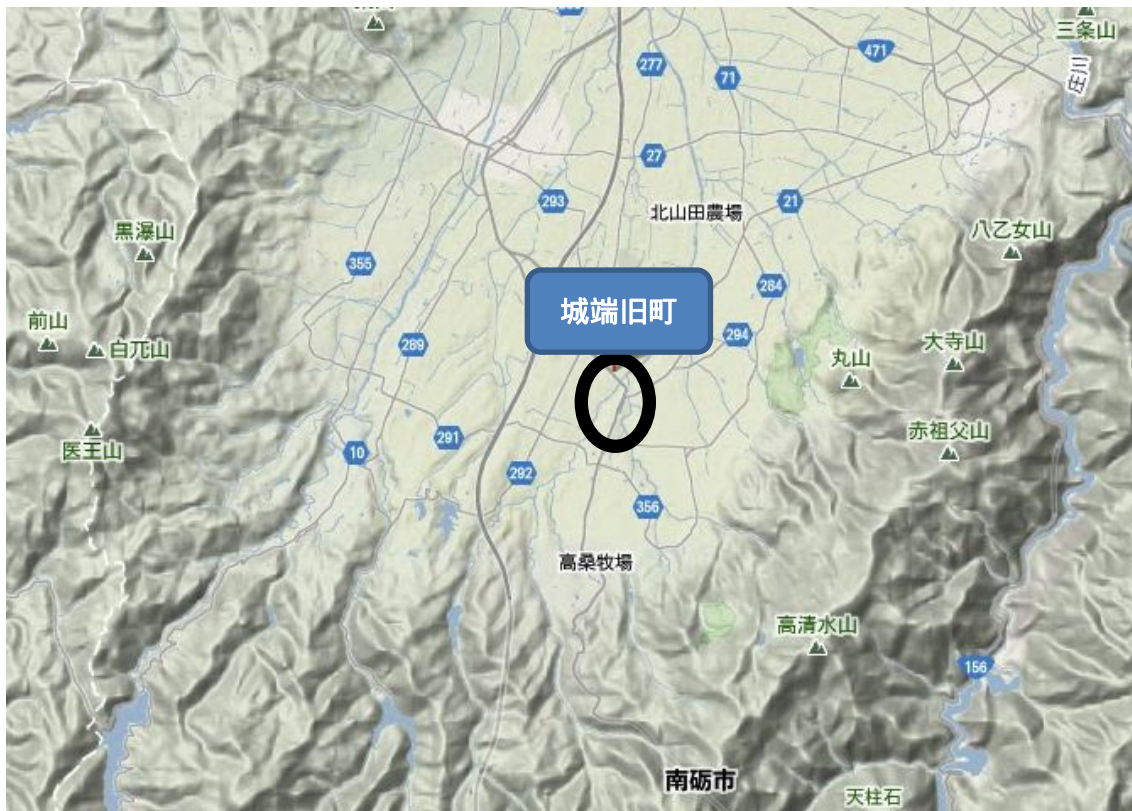 三条山
471
277
71
庄川
27
293
21
北山田農場
黒瀑山
八乙女山
355
284
城端旧町
前山
白兀山
289
294
大寺山
丸山
医王山
10
291
赤祖父山
292
356
高桑牧場
高清水山
156
南砺市
天柱石